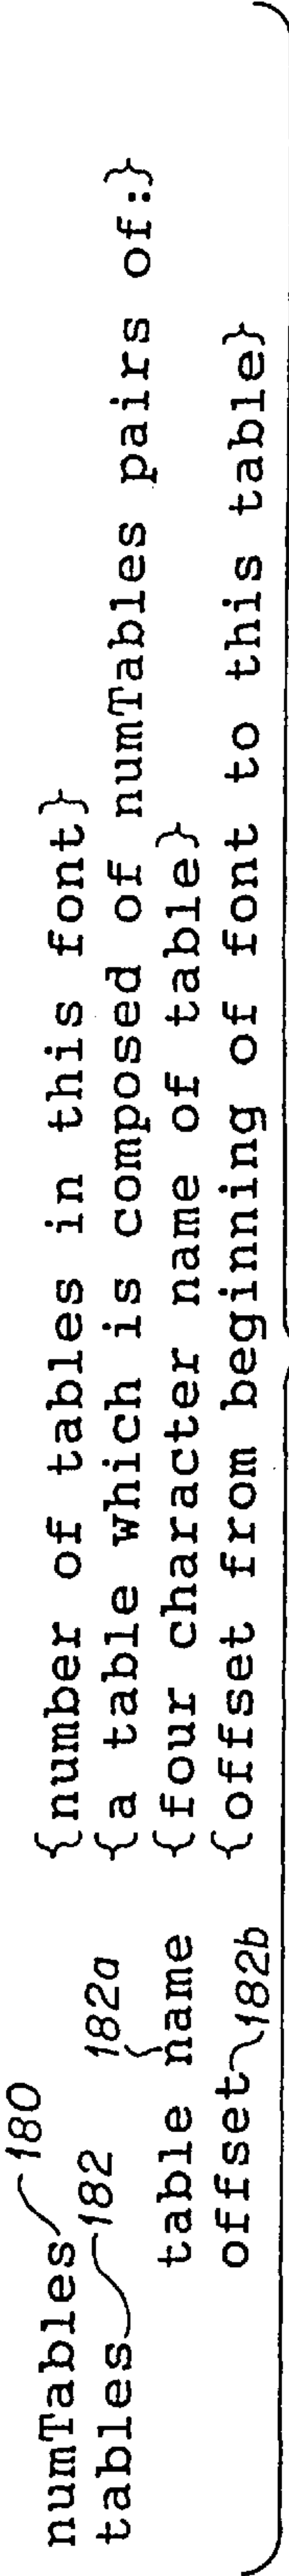 numTables 180 {number of tables in this font}
tables 182 {a table which is composed of numTables pairs of:}
table name 182a {four character name of table}
offset 182b {offset from beginning of font to this table}